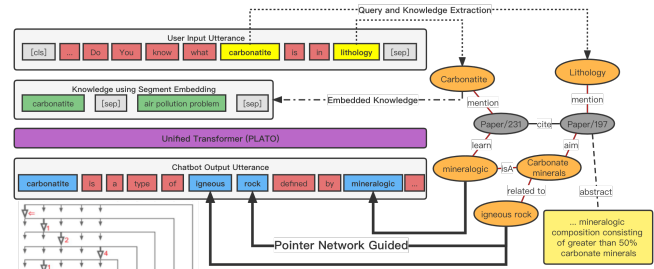 Query and Knowledge Extraction
User Input Utterance
[cls] ... Do You know what carbonatite is in lithology [sep]
Carbonatite
Lithology
Knowledge using Segment Embedding
carbonatite [sep] air pollution problem [sep]
Embedded Knowledge
mention
mention
Paper/231
cite
Paper/197
Unified Transformer (PLATO)
learn
aim
Chatbot Output Utterance
carbonatite is a type of igneous rock defined by mineralogic ...
mineralogic
isA
Carbonate
minerals
related to
abstract
igneous rock
Pointer Network Guided
... mineralogic
composition consisting
of greater than 50%
carbonate minerals
1
2
4
1